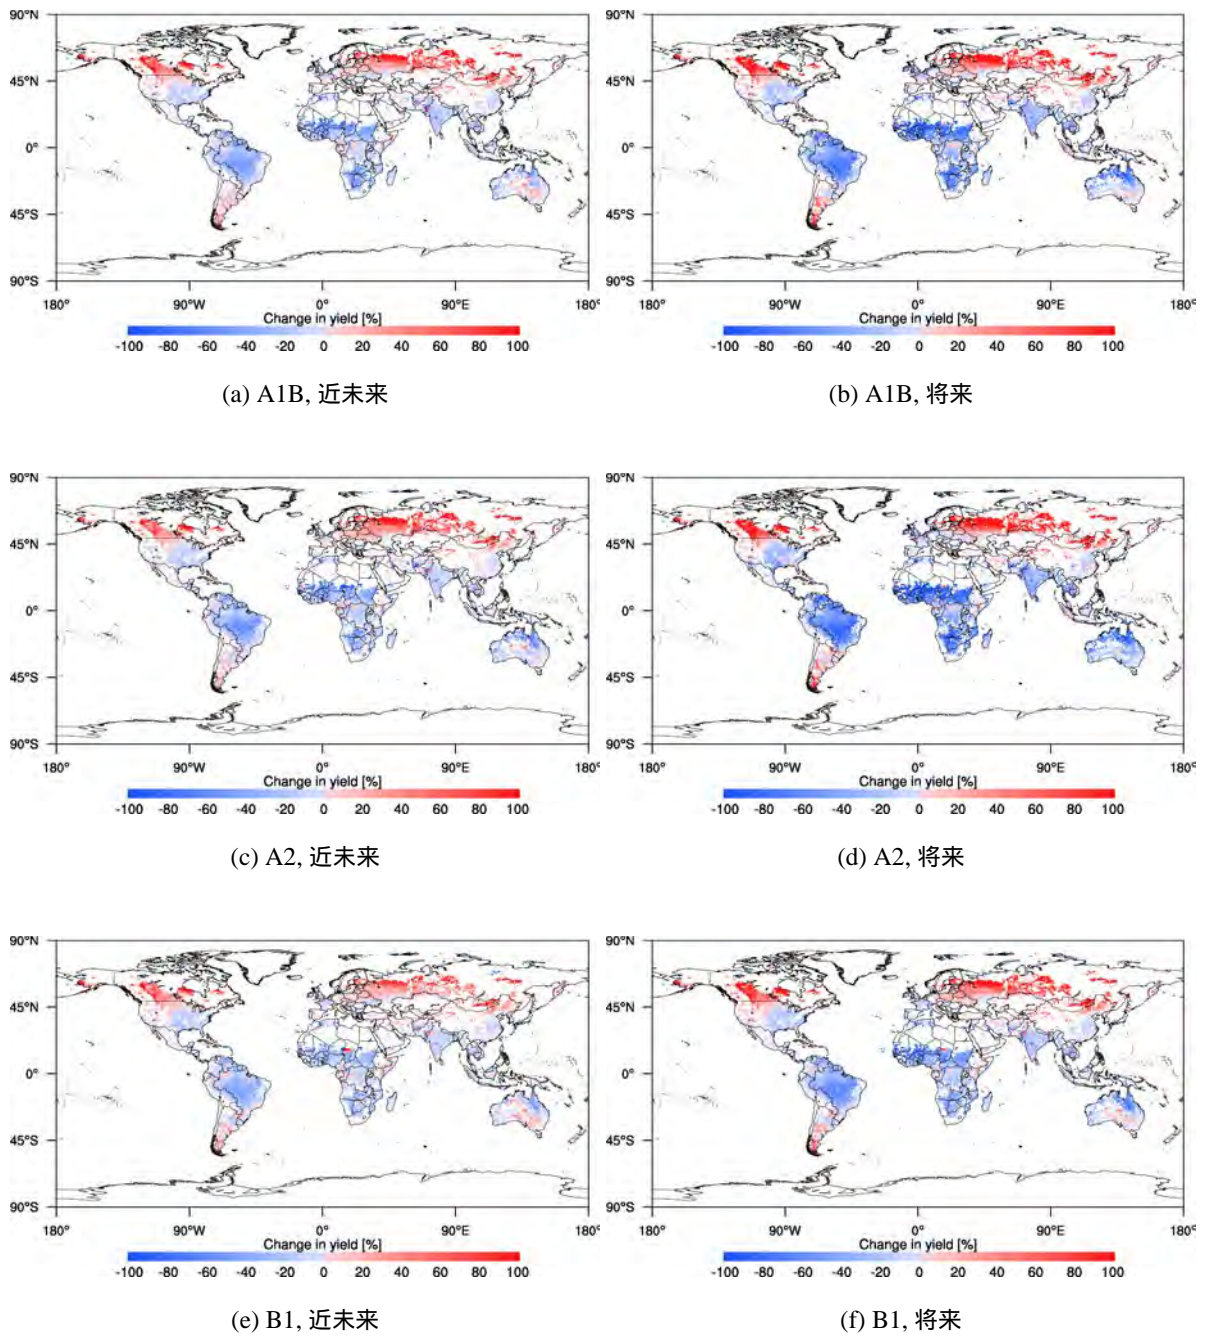 90°N 90°N
45°N 45°N
0° 0°
45°S 45°S
90°S 90°S
180° 90°W 0° 90°E 180° 180° 90°W 0° 90°E 180°
Change in yield [%] Change in yield [%]
-100 -80 -60 -40 -20 0 20 40 60 80 100 -100 -80 -60 -40 -20 0 20 40 60 80 100
(a) A1B, 近未来 (b) A1B, 将来
90°N 90°N
45°N 45°N
0° 0°
45°S 45°S
90°S 90°S
180° 90°W 0° 90°E 180° 180° 90°W 0° 90°E 180°
Change in yield [%] Change in yield [%]
-100 -80 -60 -40 -20 0 20 40 60 80 100 -100 -80 -60 -40 -20 0 20 40 60 80 100
(c) A2, 近未来 (d) A2, 将来
90°N 90°N
45°N 45°N
0° 0°
45°S 45°S
90°S 90°S
180° 90°W 0° 90°E 180° 180° 90°W 0° 90°E 180°
Change in yield [%] Change in yield [%]
-100 -80 -60 -40 -20 0 20 40 60 80 100 -100 -80 -60 -40 -20 0 20 40 60 80 100
(e) B1, 近未来 (f) B1, 将来